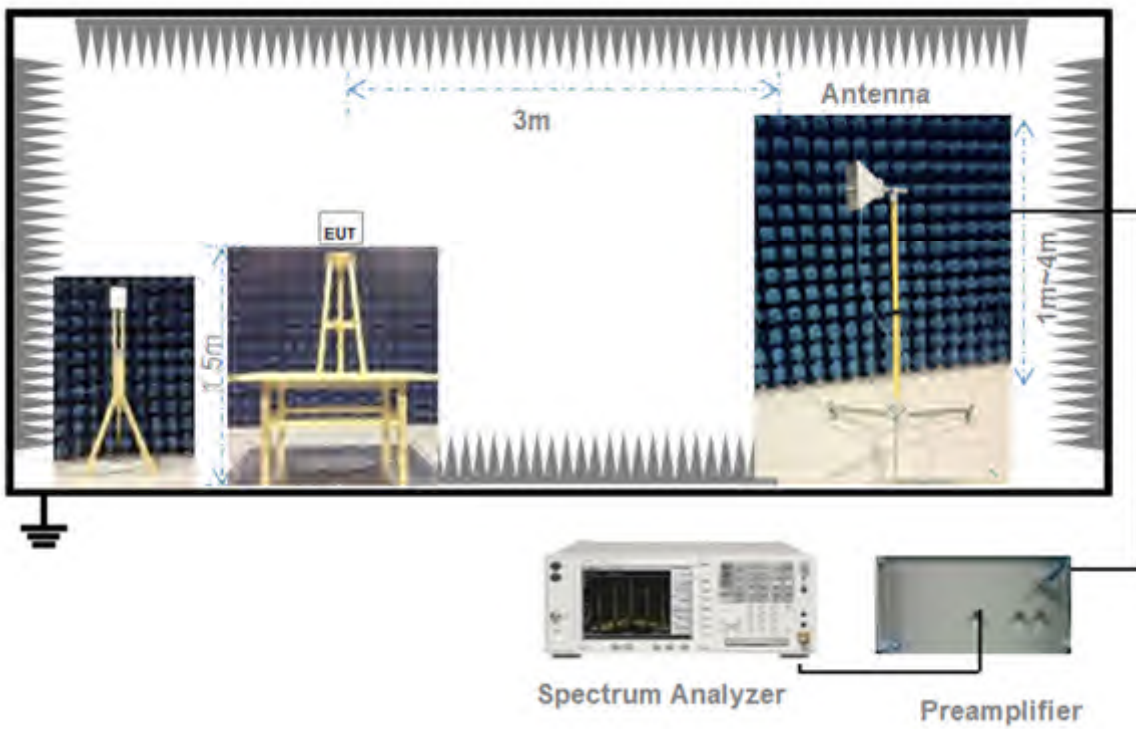 Antenna
3m
EUT
1.5m
1m~4m
Spectrum Analyzer
Preamplifier